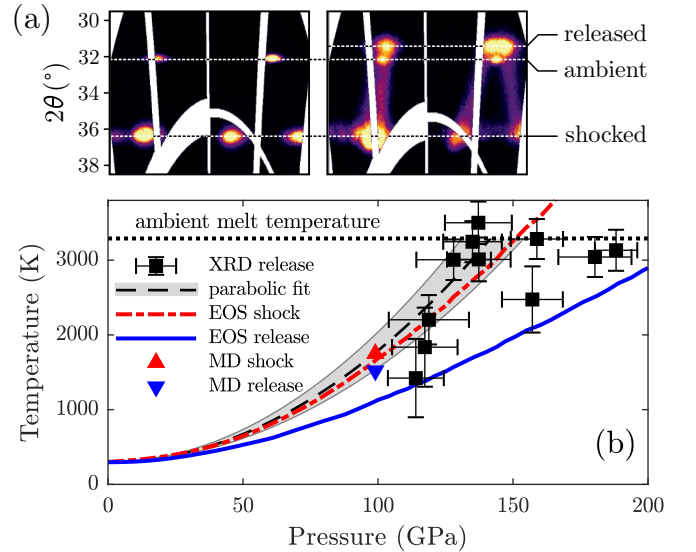 (a)
30
32
34
36
38
2θ (°)
released
ambient
shocked
ambient melt temperature
XRD release
parabolic fit
EOS shock
EOS release
MD shock
MD release
(b)
3000
2000
1000
0
Temperature (K)
0 50 100 150 200
Pressure (GPa)